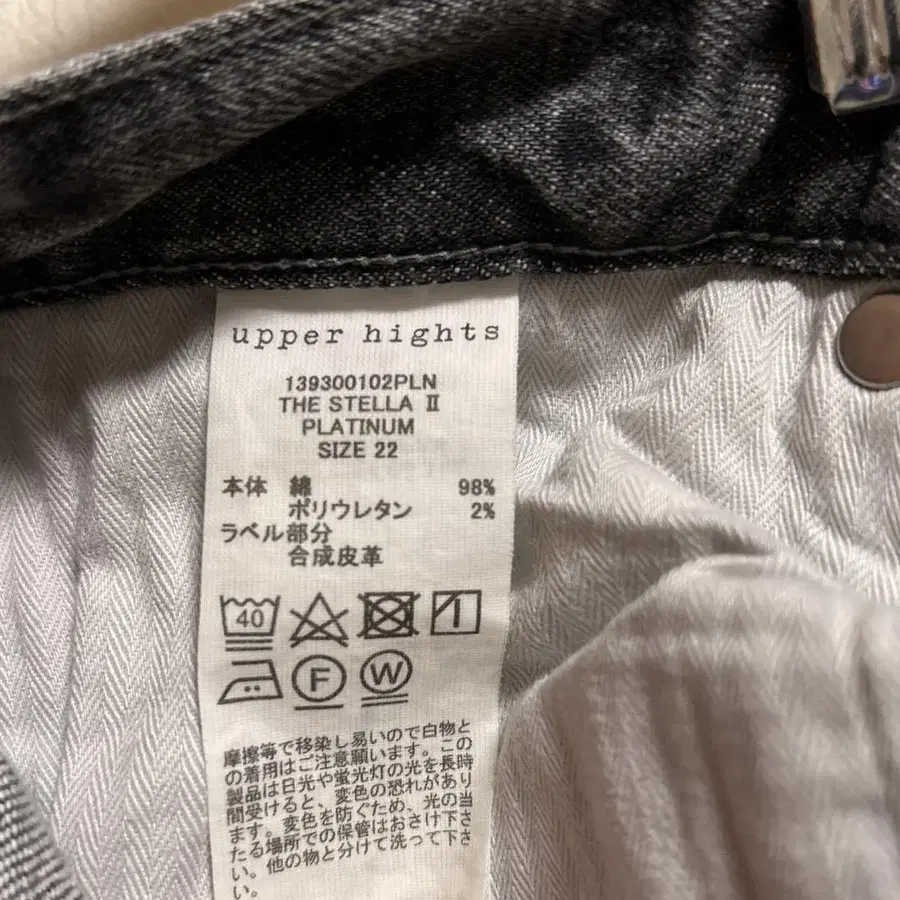 upper hights
139300102PLN
THE STELLA Ⅱ
PLATINUM
SIZE 22
本体 綿 98%
ポリウレタン 2%
ラベル部分
合成皮革
40
F W
摩擦等で移染し易いので白物と
の着用はご注意願います。この
製品は日光や蛍光灯の光を長時
間受けると、変色の恐れがあり
ます。変色を防ぐため、光の当
たる場所での保管はおさけ下さ
い。他の物と分けて洗って下さ
い。